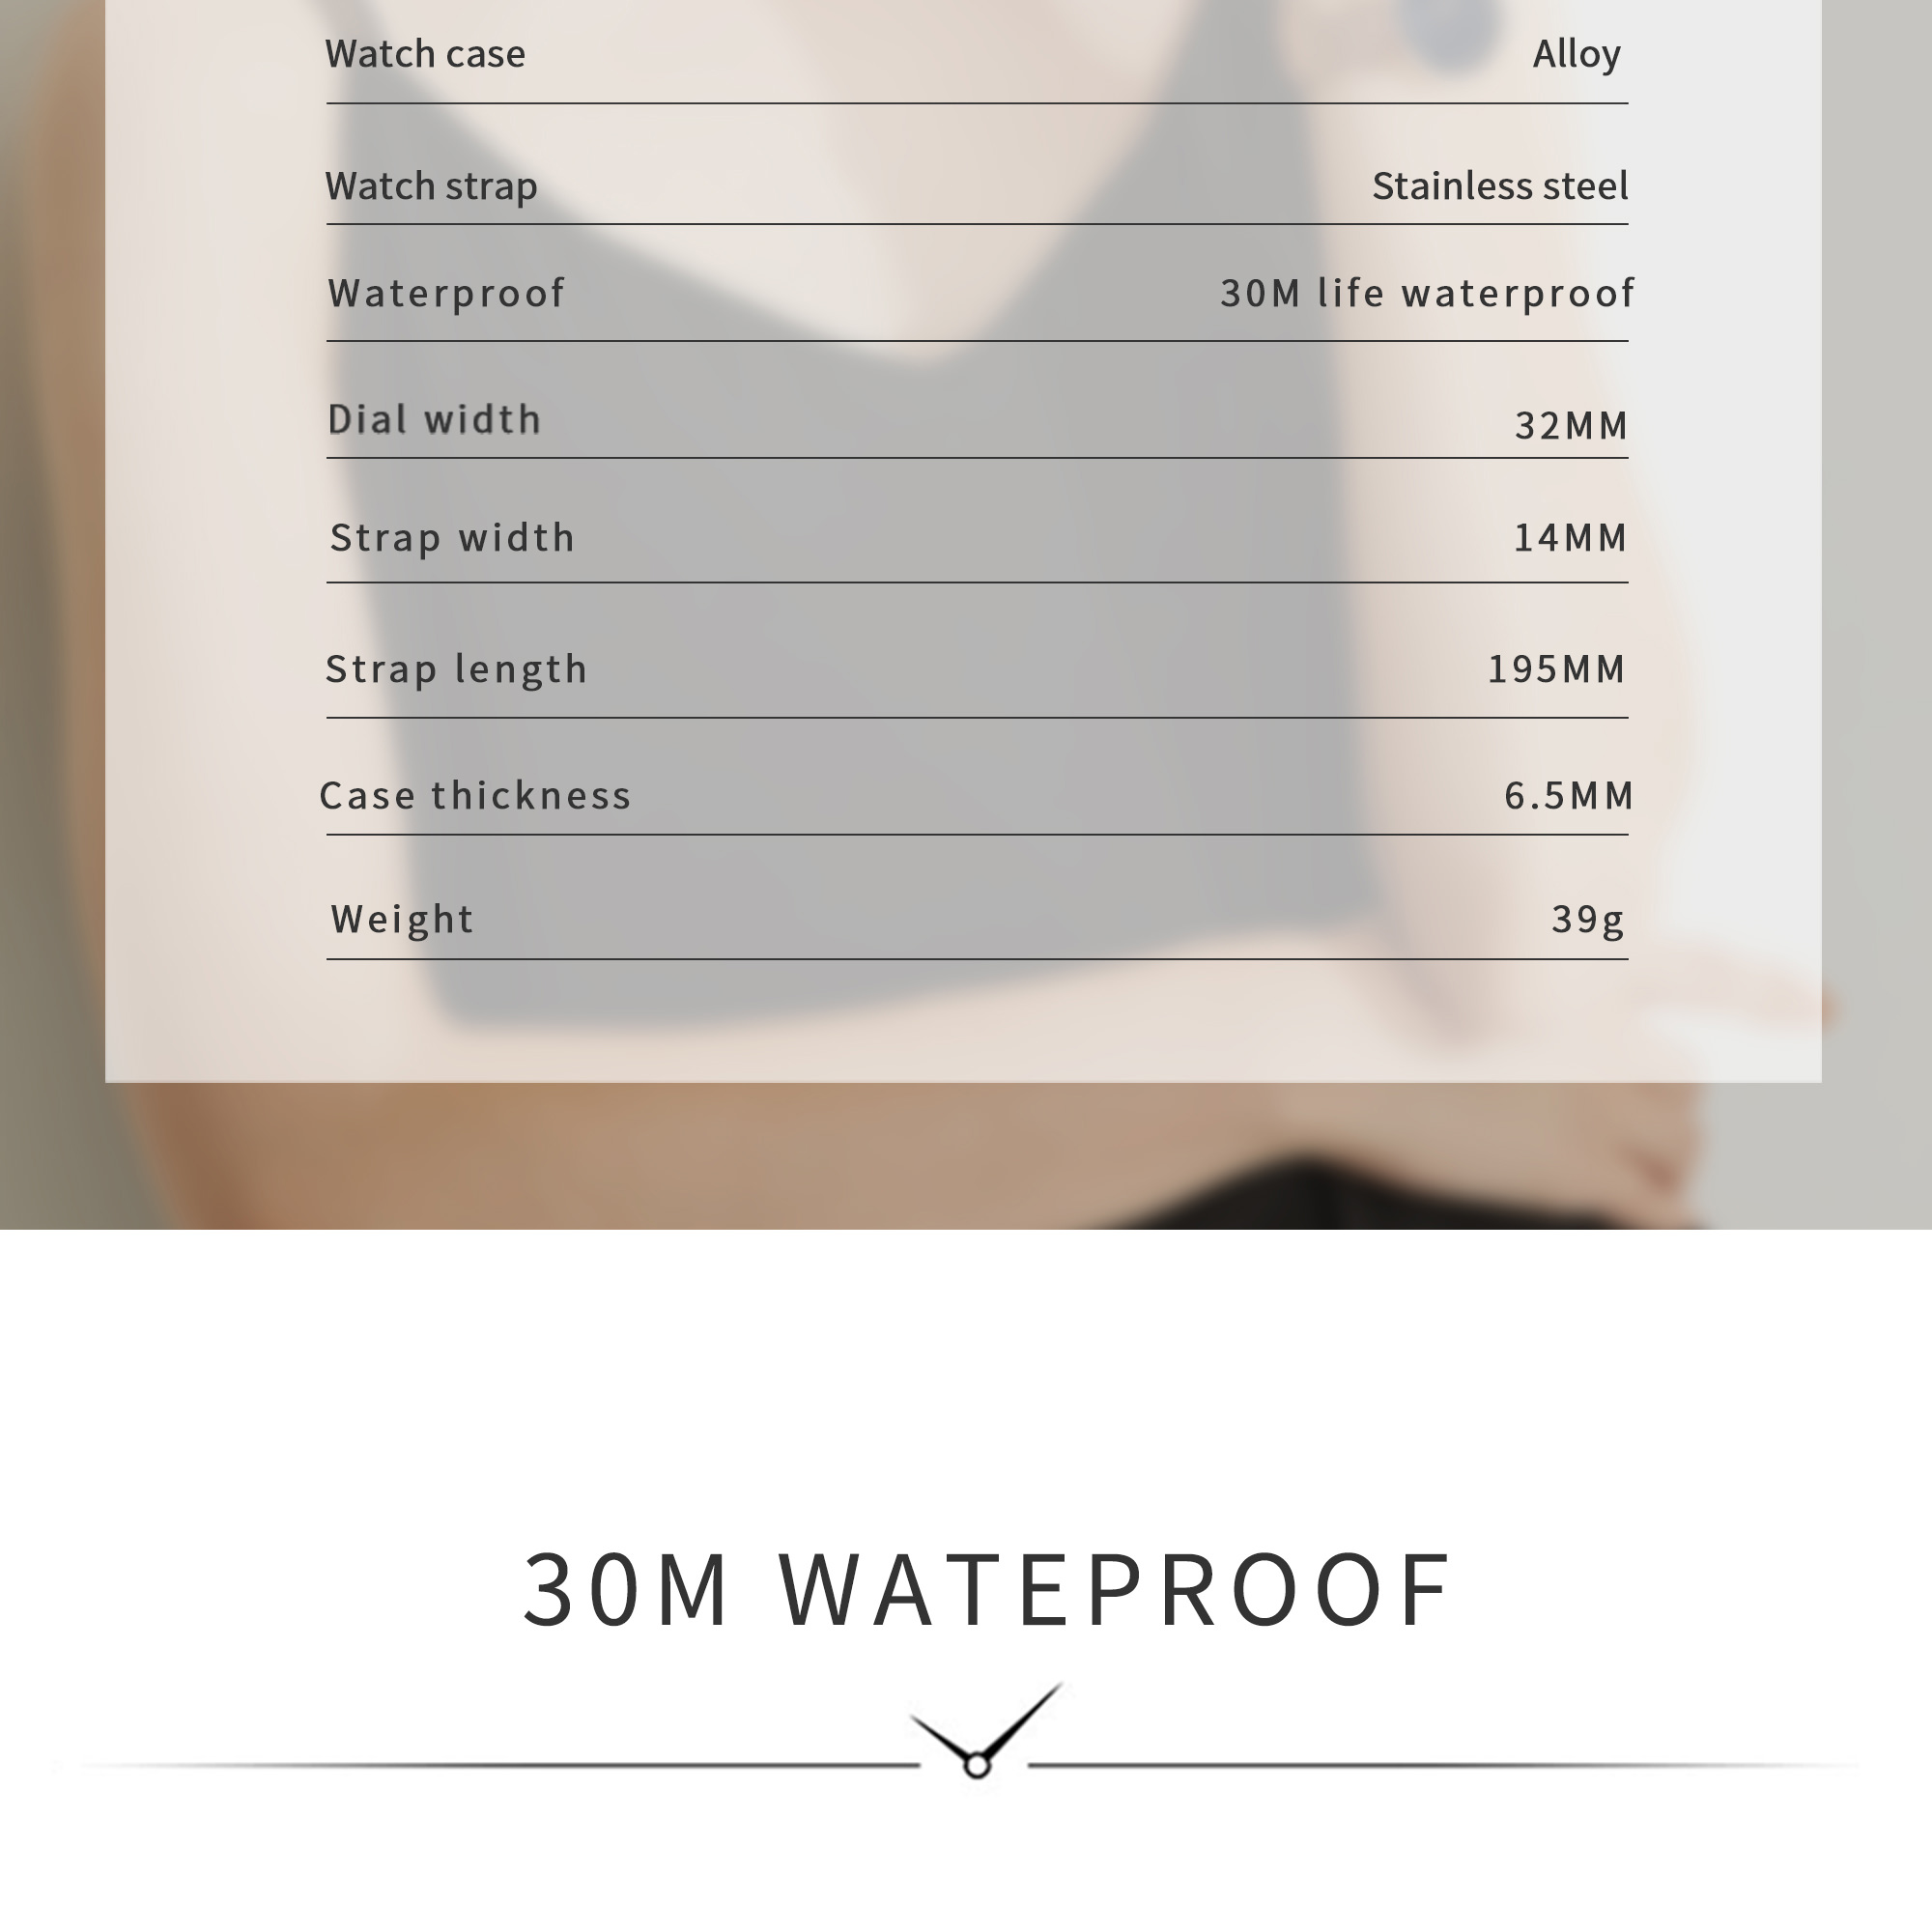 Watch case Alloy
Watch strap Stainless steel
Waterproof 30M life waterproof
Dial width 32MM
Strap width 14MM
Strap length 195MM
Case thickness 6.5MM
Weight 39g
30M WATEPROOF